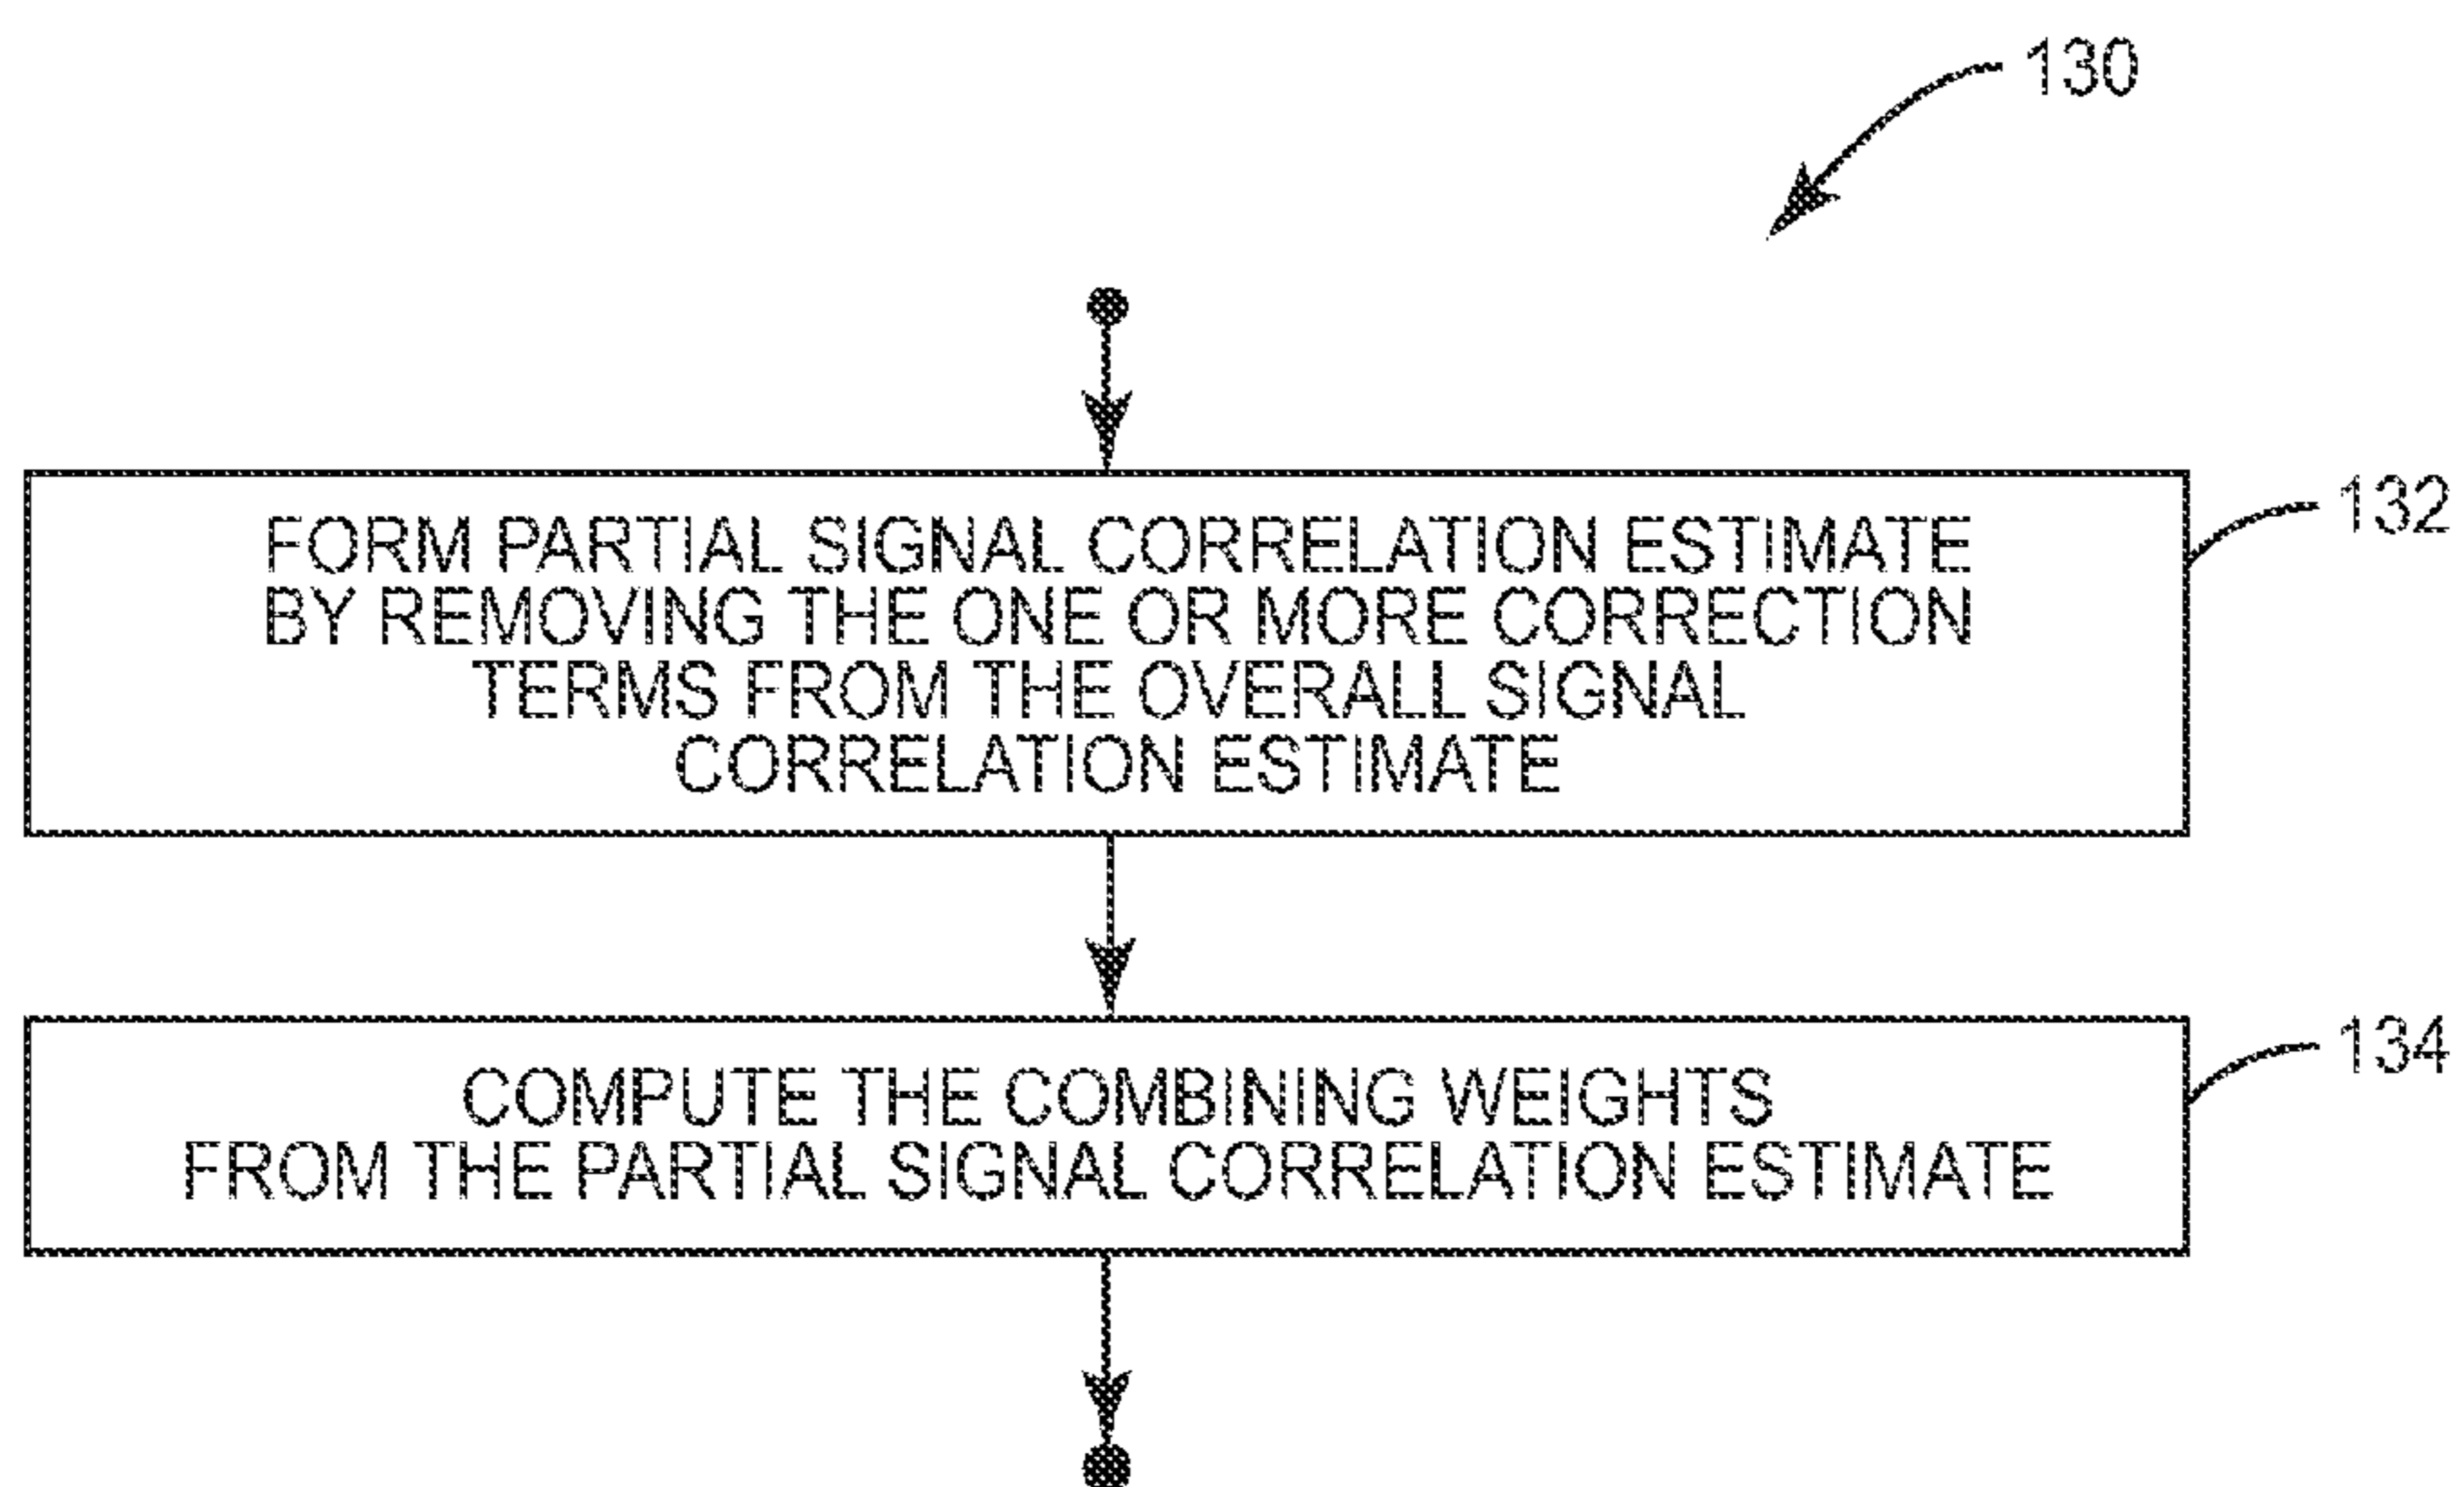 130
FORM PARTIAL SIGNAL CORRELATION ESTIMATE
BY REMOVING THE ONE OR MORE CORRECTION
TERMS FROM THE OVERALL SIGNAL
CORRELATION ESTIMATE
132
COMPUTE THE COMBINING WEIGHTS
FROM THE PARTIAL SIGNAL CORRELATION ESTIMATE
134